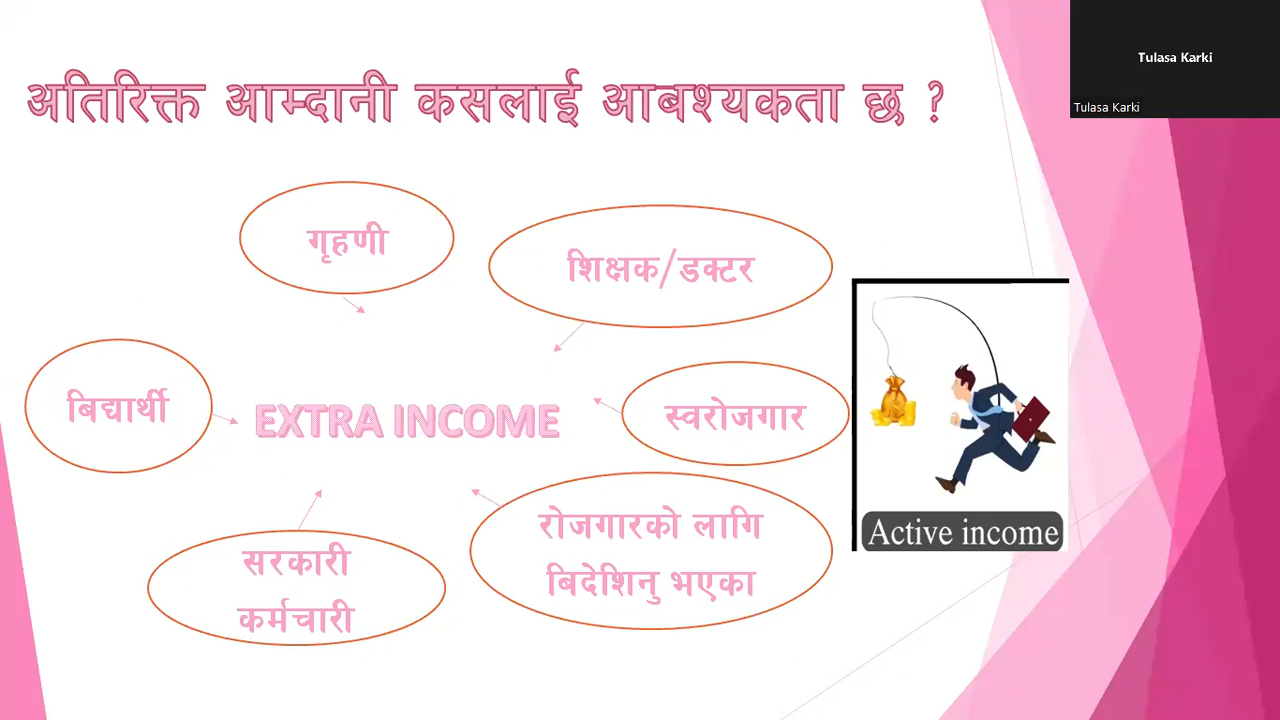 अतिरिक्त आम्दानी कसलाई आबश्यकता छ ?
Tulasa Karki
Tulasa Karki
गृहणी
शिक्षक/डक्टर
बिद्यार्थी
EXTRA INCOME
स्वरोजगार
रोजगारको लागि
बिदेशिनु भएका
सरकारी
कर्मचारी
Active income